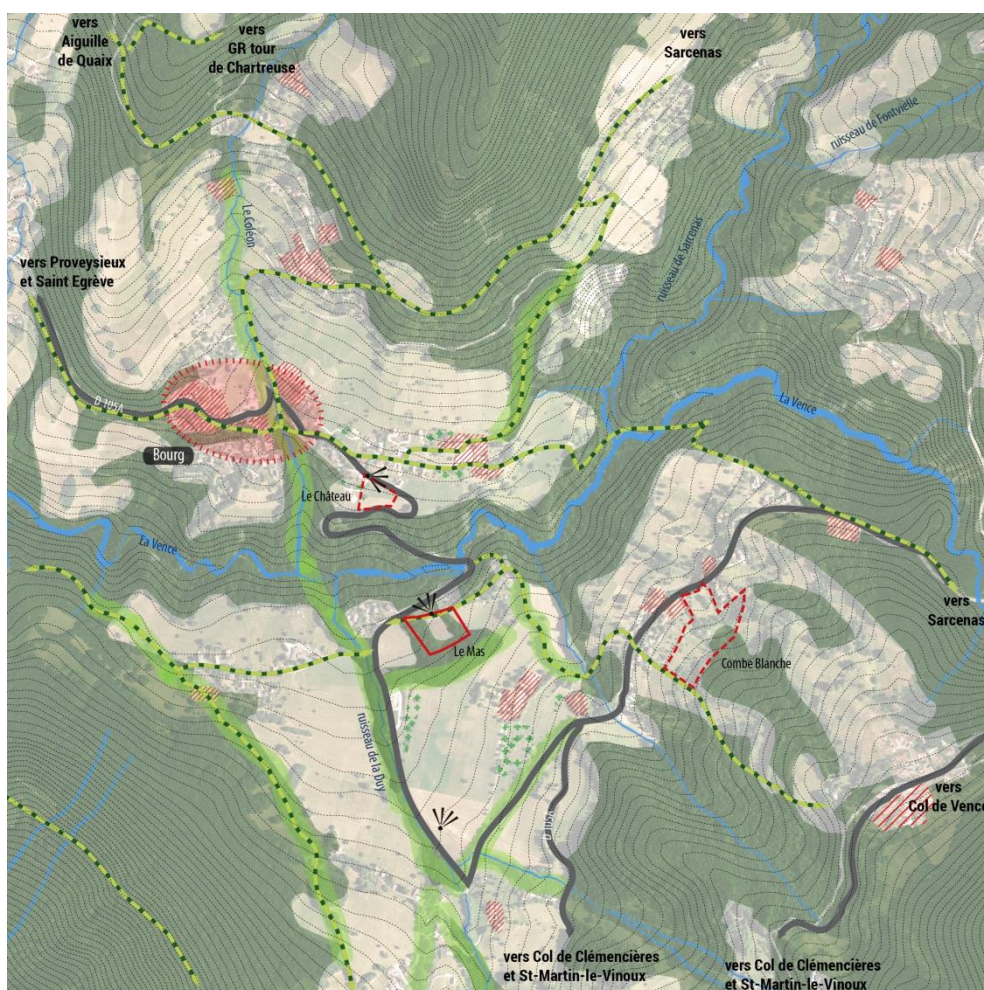 vers
Aiguille
de Quaix
vers
GR tour
de Chartreuse
vers
Sarcenas
ruisseau de Fontvielle
Le Coléon
ruisseau de Sarcenas
vers Proveysieux
et Saint Egrève
D 105A
La Vence
Bourg
Le Château
La Vence
vers
Sarcenas
Le Mas
Combe Blanche
ruisseau de la Duy
vers
Col de Vence
vers Col de Clémencières
et St-Martin-le-Vinoux
vers Col de Clémencières
et St-Martin-le-Vinoux